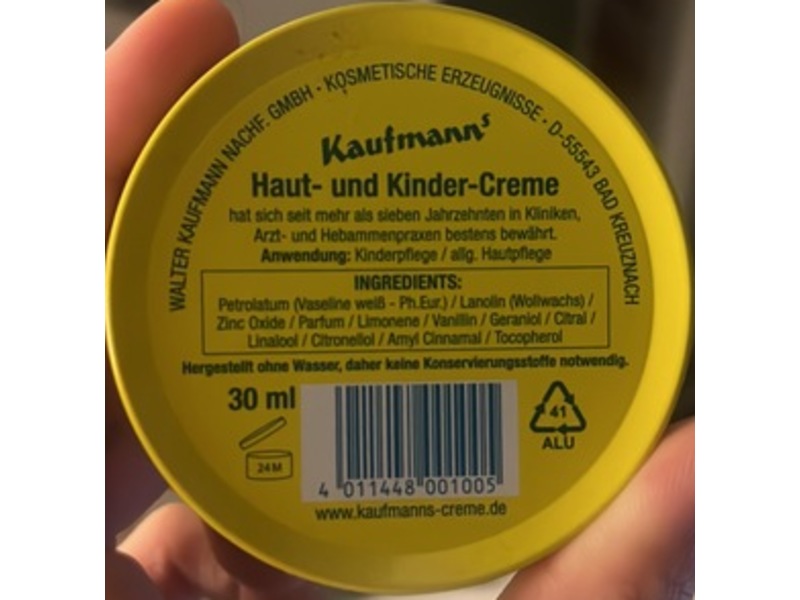 WALTER KAUFMANN NACHF. GMBH · KOSMETISCHE ERZEUGNISSE · D-55543 BAD KREUZNACH
Kaufmanns
Haut- und Kinder-Creme
hat sich seit mehr als sieben Jahrzehnten in Kliniken,
Arzt- und Hebammenpraxen bestens bewährt.
Anwendung: Kinderpflege / allg. Hautpflege
INGREDIENTS:
Petrolatum (Vaseline weiß - Ph.Eur.) / Lanolin (Wollwachs) /
Zinc Oxide / Parfum / Limonene / Vanillin / Geraniol / Citral /
Linalool / Citronellol / Amyl Cinnamal / Tocopherol
Hergestellt ohne Wasser, daher keine Konservierungsstoffe notwendig.
30 ml
24 M
41
ALU
4 011448 001005
www.kaufmanns-creme.de